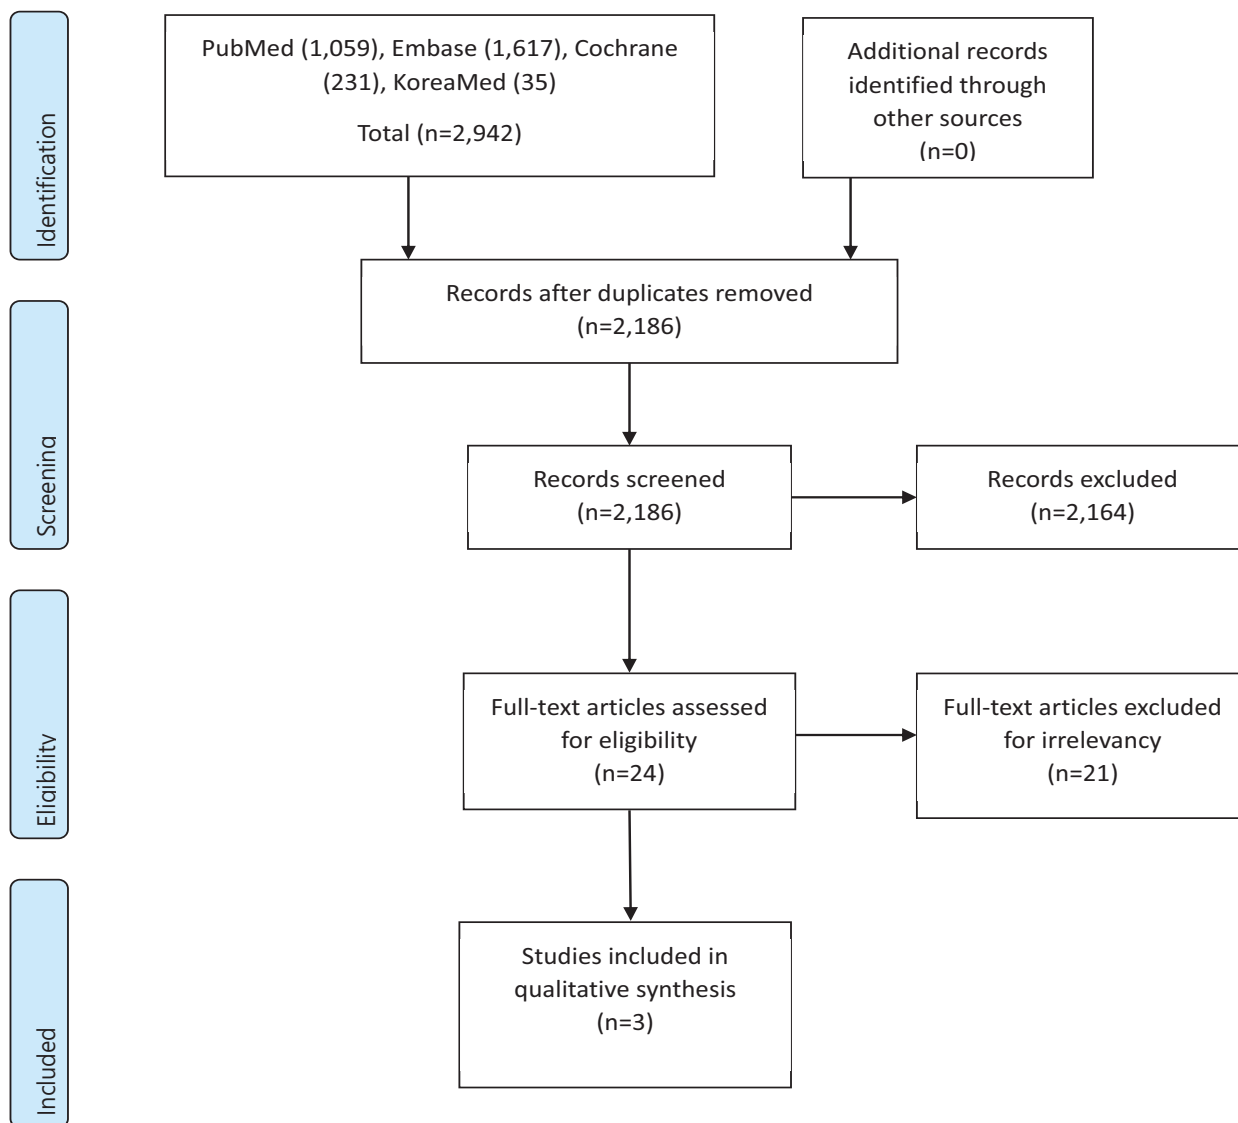 Identification
PubMed (1,059), Embase (1,617), Cochrane
(231), KoreaMed (35)
Total (n=2,942)
Additional records
identified through
other sources
(n=0)
Records after duplicates removed
(n=2,186)
Screening
Records screened
(n=2,186)
Records excluded
(n=2,164)
Eligibility
Full-text articles assessed
for eligibility
(n=24)
Full-text articles excluded
for irrelevancy
(n=21)
Included
Studies included in
qualitative synthesis
(n=3)